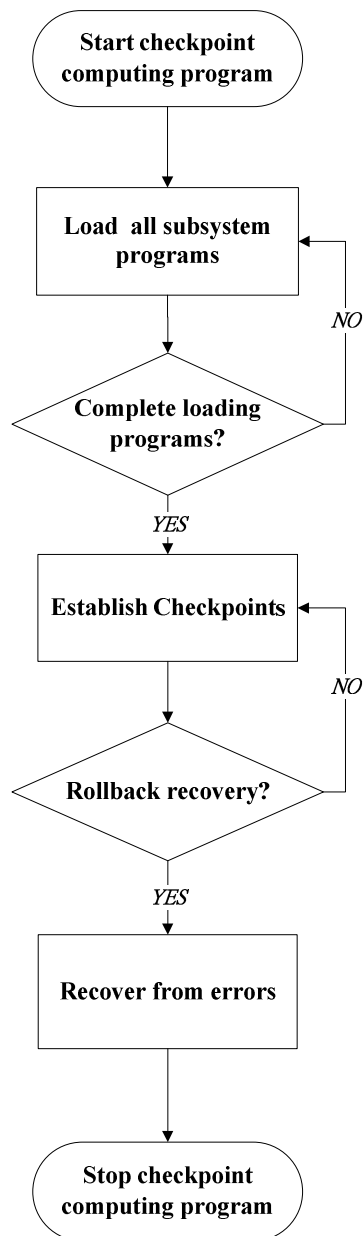 Start checkpoint
computing program
Load all subsystem
programs
NO
Complete loading
programs?
YES
Establish Checkpoints
NO
Rollback recovery?
YES
Recover from errors
Stop checkpoint
computing program